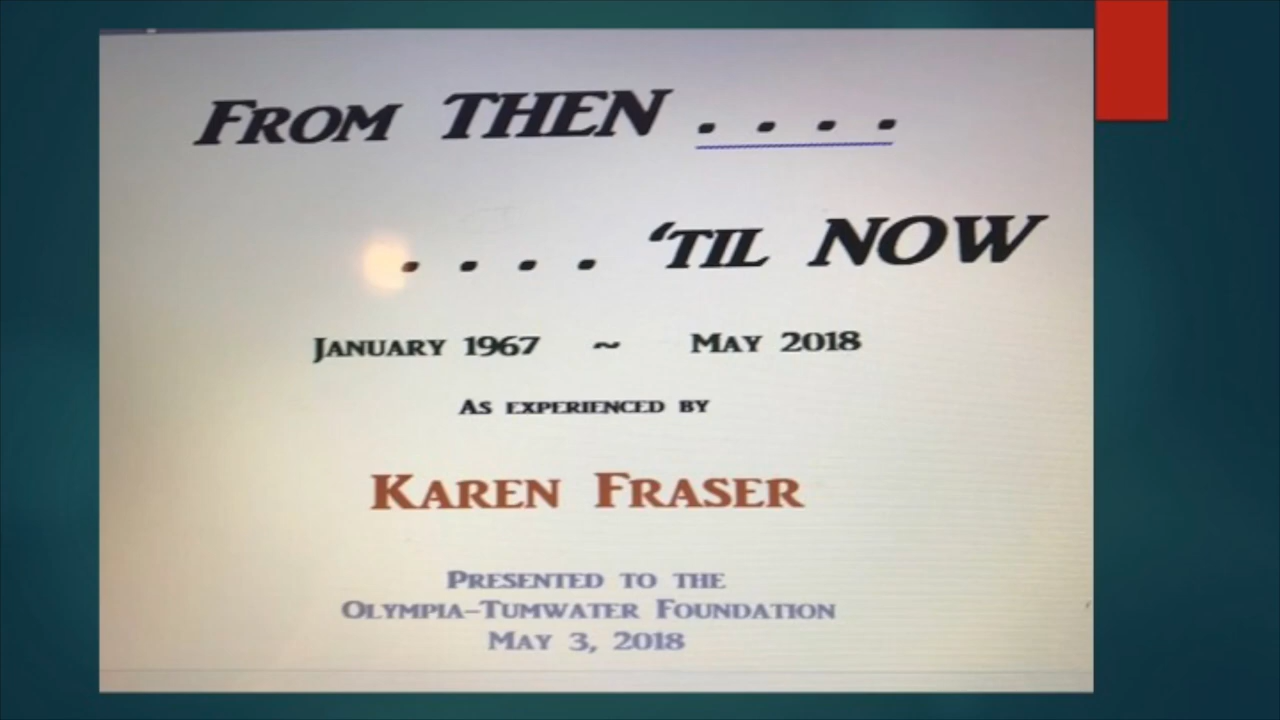 FROM THEN . . . .
. . . . ‘TIL NOW
JANUARY 1967 ~ MAY 2018
AS EXPERIENCED BY
KAREN FRASER
PRESENTED TO THE
OLYMPIA–TUMWATER FOUNDATION
MAY 3, 2018